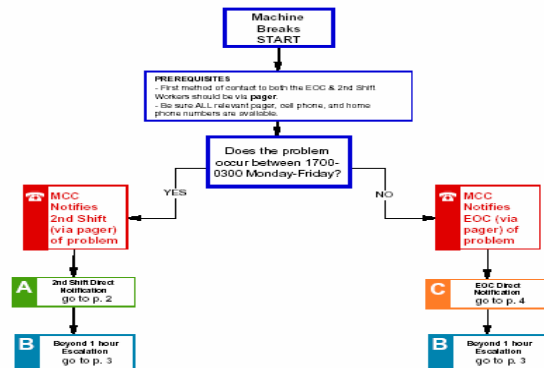 Machine
Breaks
START
PREREQUISITES
- First method of contact to both the EOC & 2nd Shift
Workers should be via pager.
- Be sure ALL relevant pager, cell phone, and home
phone numbers are available.
Does the problem
occur between 1700-
0300 Monday-Friday?
YES
NO
MCC
Notifies
2nd Shift
(via pager)
of problem
MCC
Notifies
EOC (via
pager) of
problem
A
2nd Shift Direct
Notification
go to p. 2
C
EOC Direct
Notification
go to p. 4
B
Beyond 1 hour
Escalation
go to p. 3
B
Beyond 1 hour
Escalation
go to p. 3